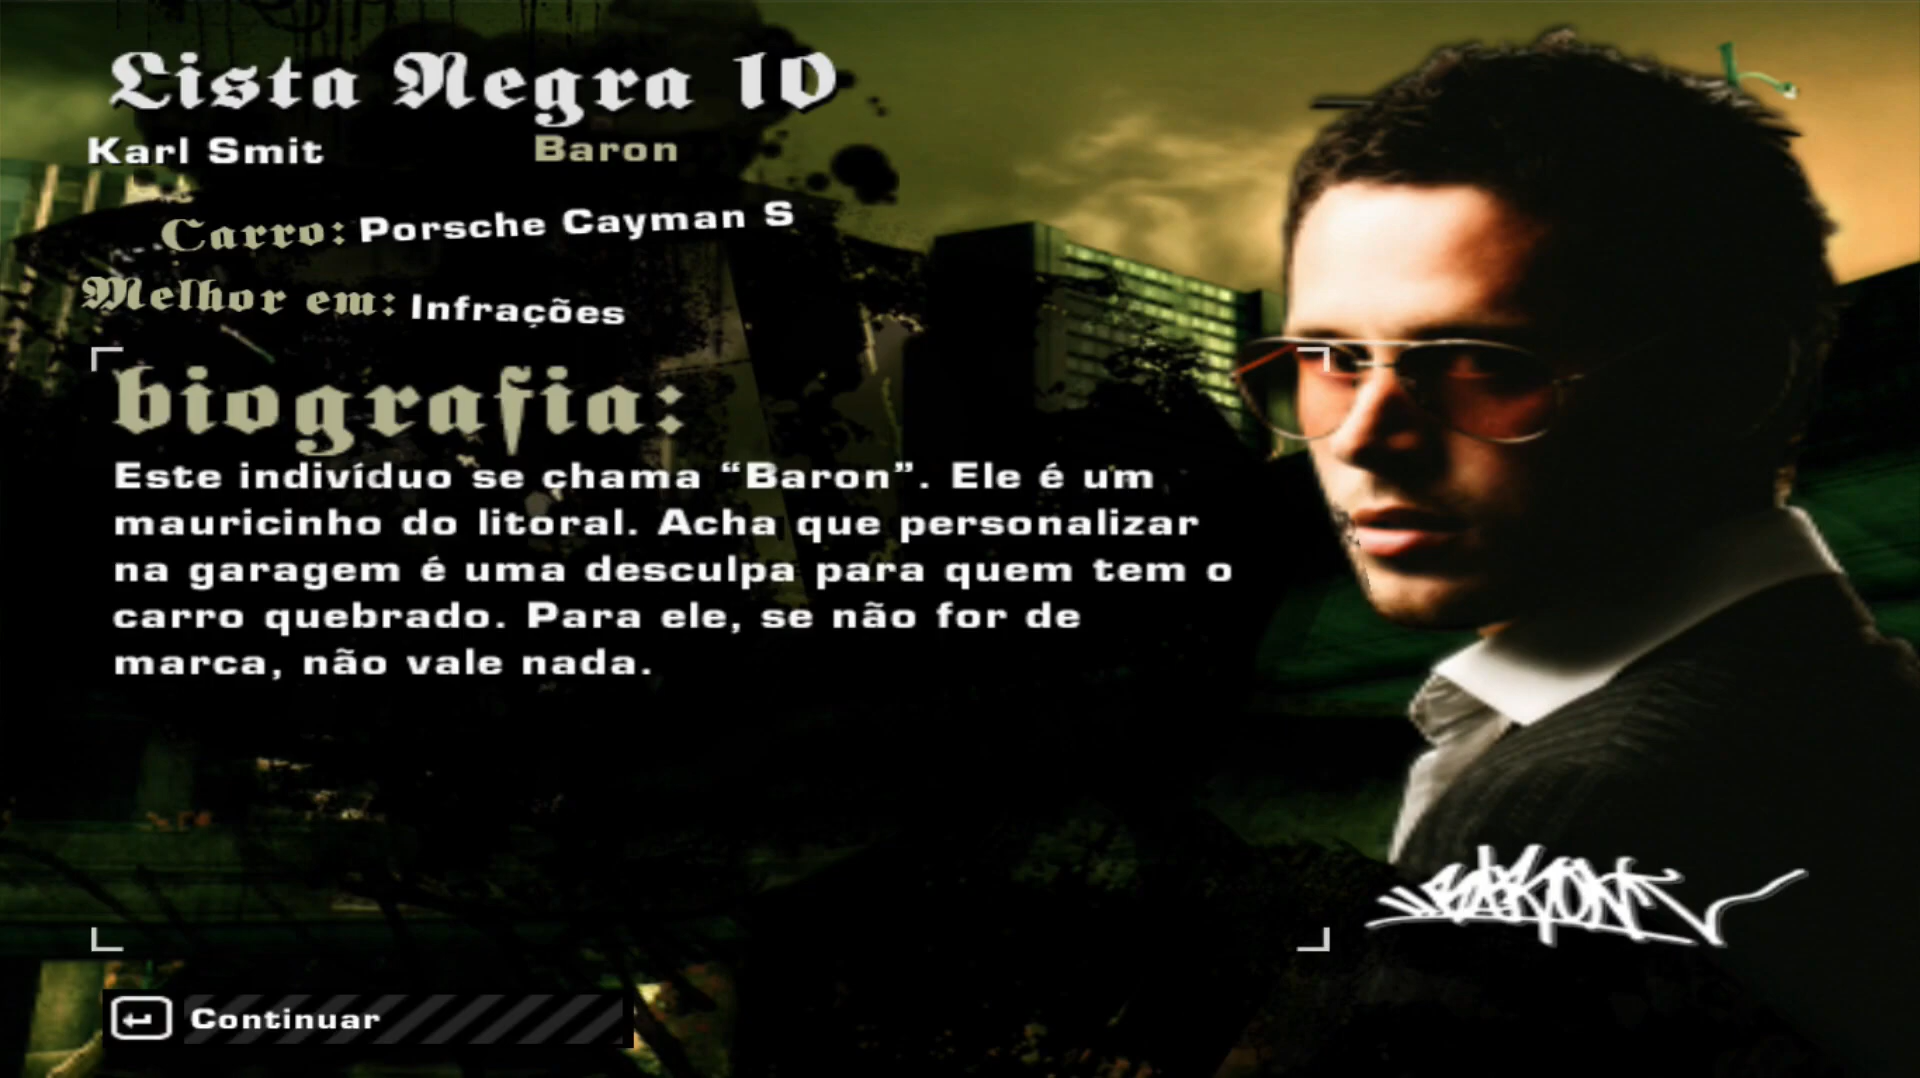 Lista Negra 10
Karl Smit Baron
Carro: Porsche Cayman S
Melhor em: Infrações
biografia:
Este indivíduo se chama “Baron”. Ele é um
mauricinho do litoral. Acha que personalizar
na garagem é uma desculpa para quem tem o
carro quebrado. Para ele, se não for de
marca, não vale nada.
BARON
Continuar